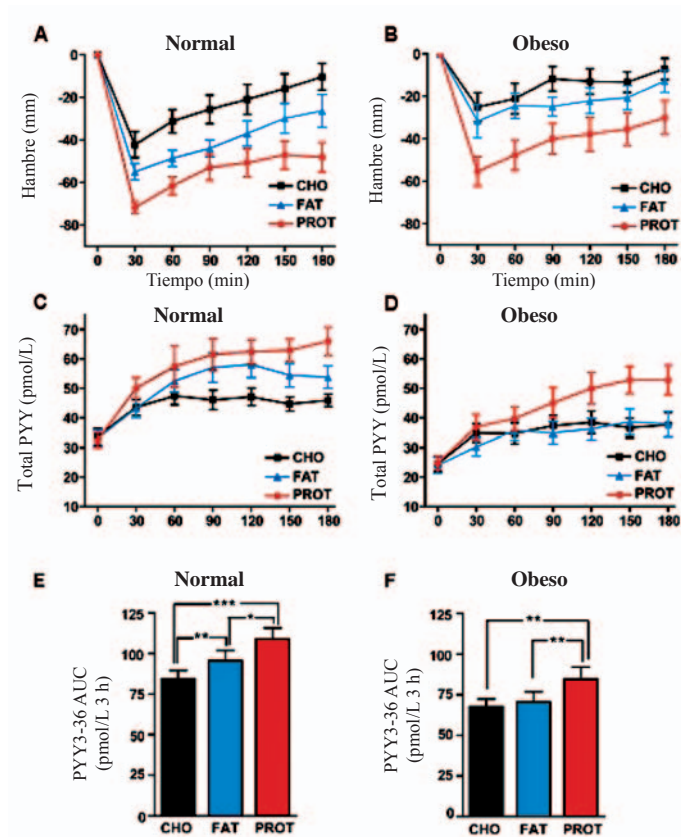 A
Normal
0
-20
-40
-60
-80
Hambre (mm)
CHO
FAT
PROT
0 30 60 90 120 150 180
Tiempo (min)
B
Obeso
0
-20
-40
-60
-80
Hambre (mm)
CHO
FAT
PROT
0 30 60 90 120 150 180
Tiempo (min)
C
Normal
70
60
50
40
30
20
10
Total PYY (pmol/L)
CHO
FAT
PROT
0 30 60 90 120 150 180
D
Obeso
70
60
50
40
30
20
10
Total PYY (pmol/L)
CHO
FAT
PROT
0 30 60 90 120 150 180
E
Normal
125
100
75
50
25
0
PYY3-36 AUC
(pmol/L 3 h)
***
**
*
CHO FAT PROT
F
Obeso
125
100
75
50
25
0
PYY3-36 AUC
(pmol/L 3 h)
**
**
CHO FAT PROT